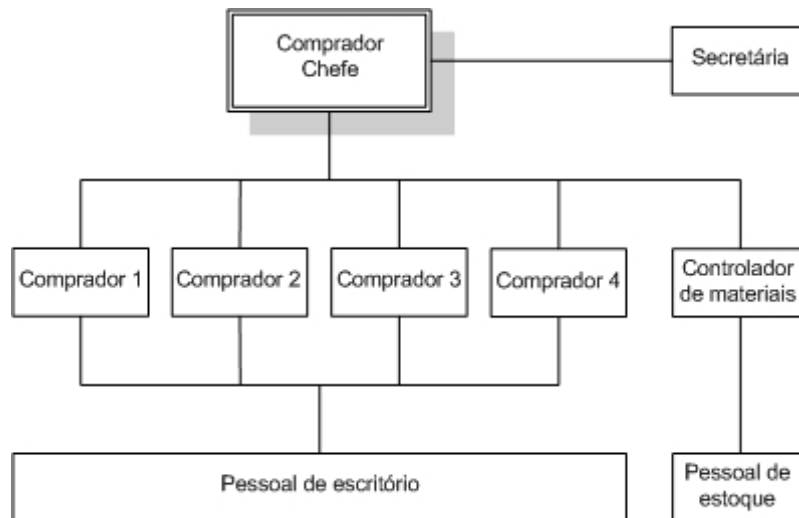 Comprador
Chefe
Secretária
Comprador 1
Comprador 2
Comprador 3
Comprador 4
Controlador
de materiais
Pessoal de escritório
Pessoal de
estoque